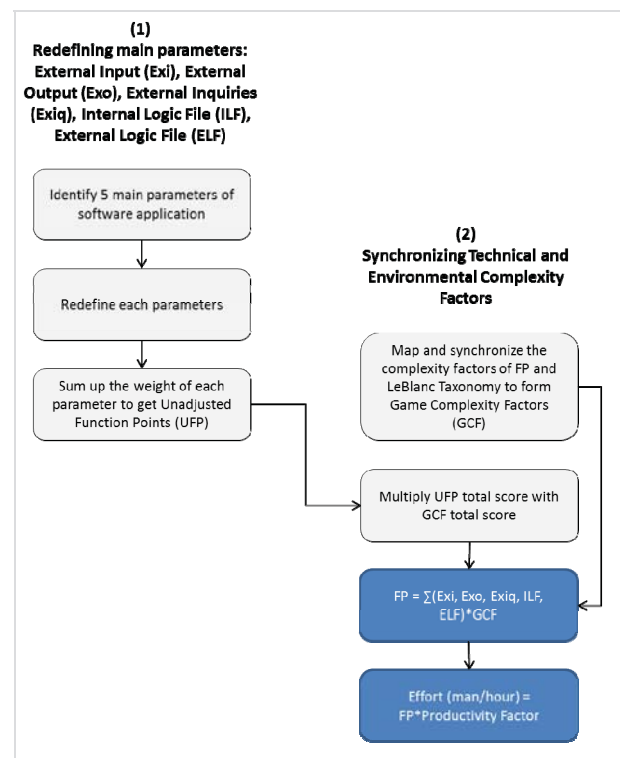 (1)
Redefining main parameters:
External Input (Exi), External
Output (Exo), External Inquiries
(Exiq), Internal Logic File (ILF),
External Logic File (ELF)
Identify 5 main parameters of
software application
Redefine each parameters
Sum up the weight of each
parameter to get Unadjusted
Function Points (UFP)
(2)
Synchronizing Technical and
Environmental Complexity
Factors
Map and synchronize the
complexity factors of FP and
LeBlanc Taxonomy to form
Game Complexity Factors
(GCF)
Multiply UFP total score with
GCF total score
FP = ∑(Exi, Exo, Exiq, ILF,
ELF)*GCF
Effort (man/hour) =
FP*Productivity Factor